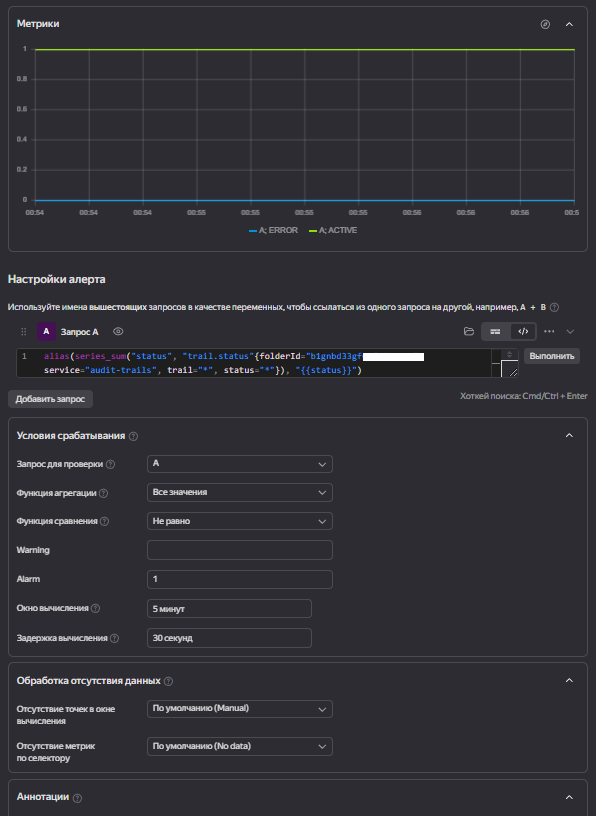 Метрики
1
0.8
0.6
0.4
0.2
0
00:54 00:54 00:54 00:55 00:55 00:55 00:55 00:56 00:56 00:56 00:5
A; ERROR A; ACTIVE
Настройки алерта
Используйте имена вышестоящих запросов в качестве переменных, чтобы ссылаться из одного запроса на другой, например, A + B
A Запрос A
1 alias(series_sum("status", "trail.status"{folderId="b1gnbd33gf
service="audit-trails", trail="*", status="*"}), "{{status}}")
Выполнить
Добавить запрос
Хоткей поиска: Cmd/Ctrl + Enter
Условия срабатывания
Запрос для проверки A
Функция агрегации Все значения
Функция сравнения Не равно
Warning
Alarm 1
Окно вычисления 5 минут
Задержка вычисления 30 секунд
Обработка отсутствия данных
Отсутствие точек в окне
вычисления
По умолчанию (Manual)
Отсутствие метрик
по селектору
По умолчанию (No data)
Аннотации